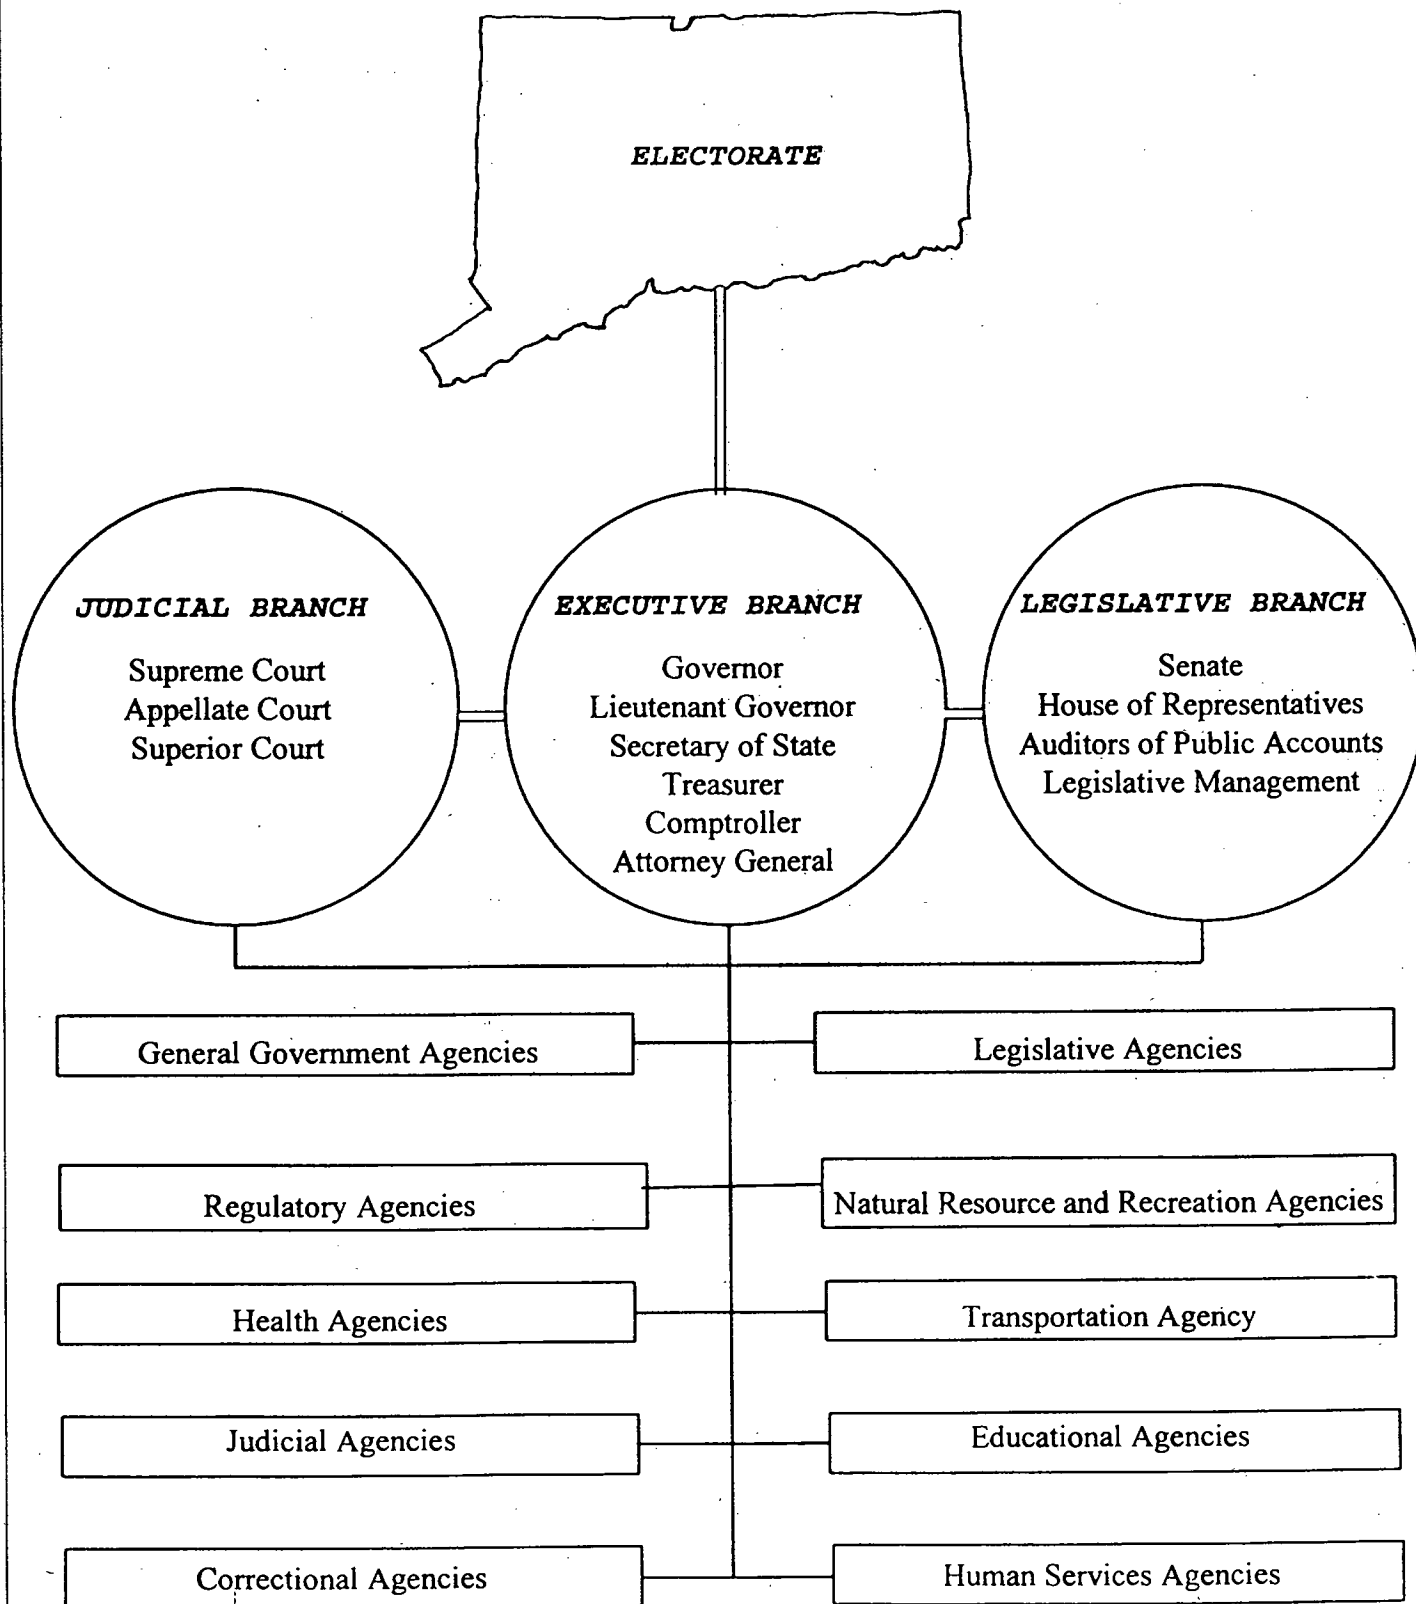 ELECTORATE
JUDICIAL BRANCH
Supreme Court
Appellate Court
Superior Court
EXECUTIVE BRANCH
Governor
Lieutenant Governor
Secretary of State
Treasurer
Comptroller
Attorney General
LEGISLATIVE BRANCH
Senate
House of Representatives
Auditors of Public Accounts
Legislative Management
General Government Agencies
Legislative Agencies
Regulatory Agencies
Natural Resource and Recreation Agencies
Health Agencies
Transportation Agency
Judicial Agencies
Educational Agencies
Correctional Agencies
Human Services Agencies